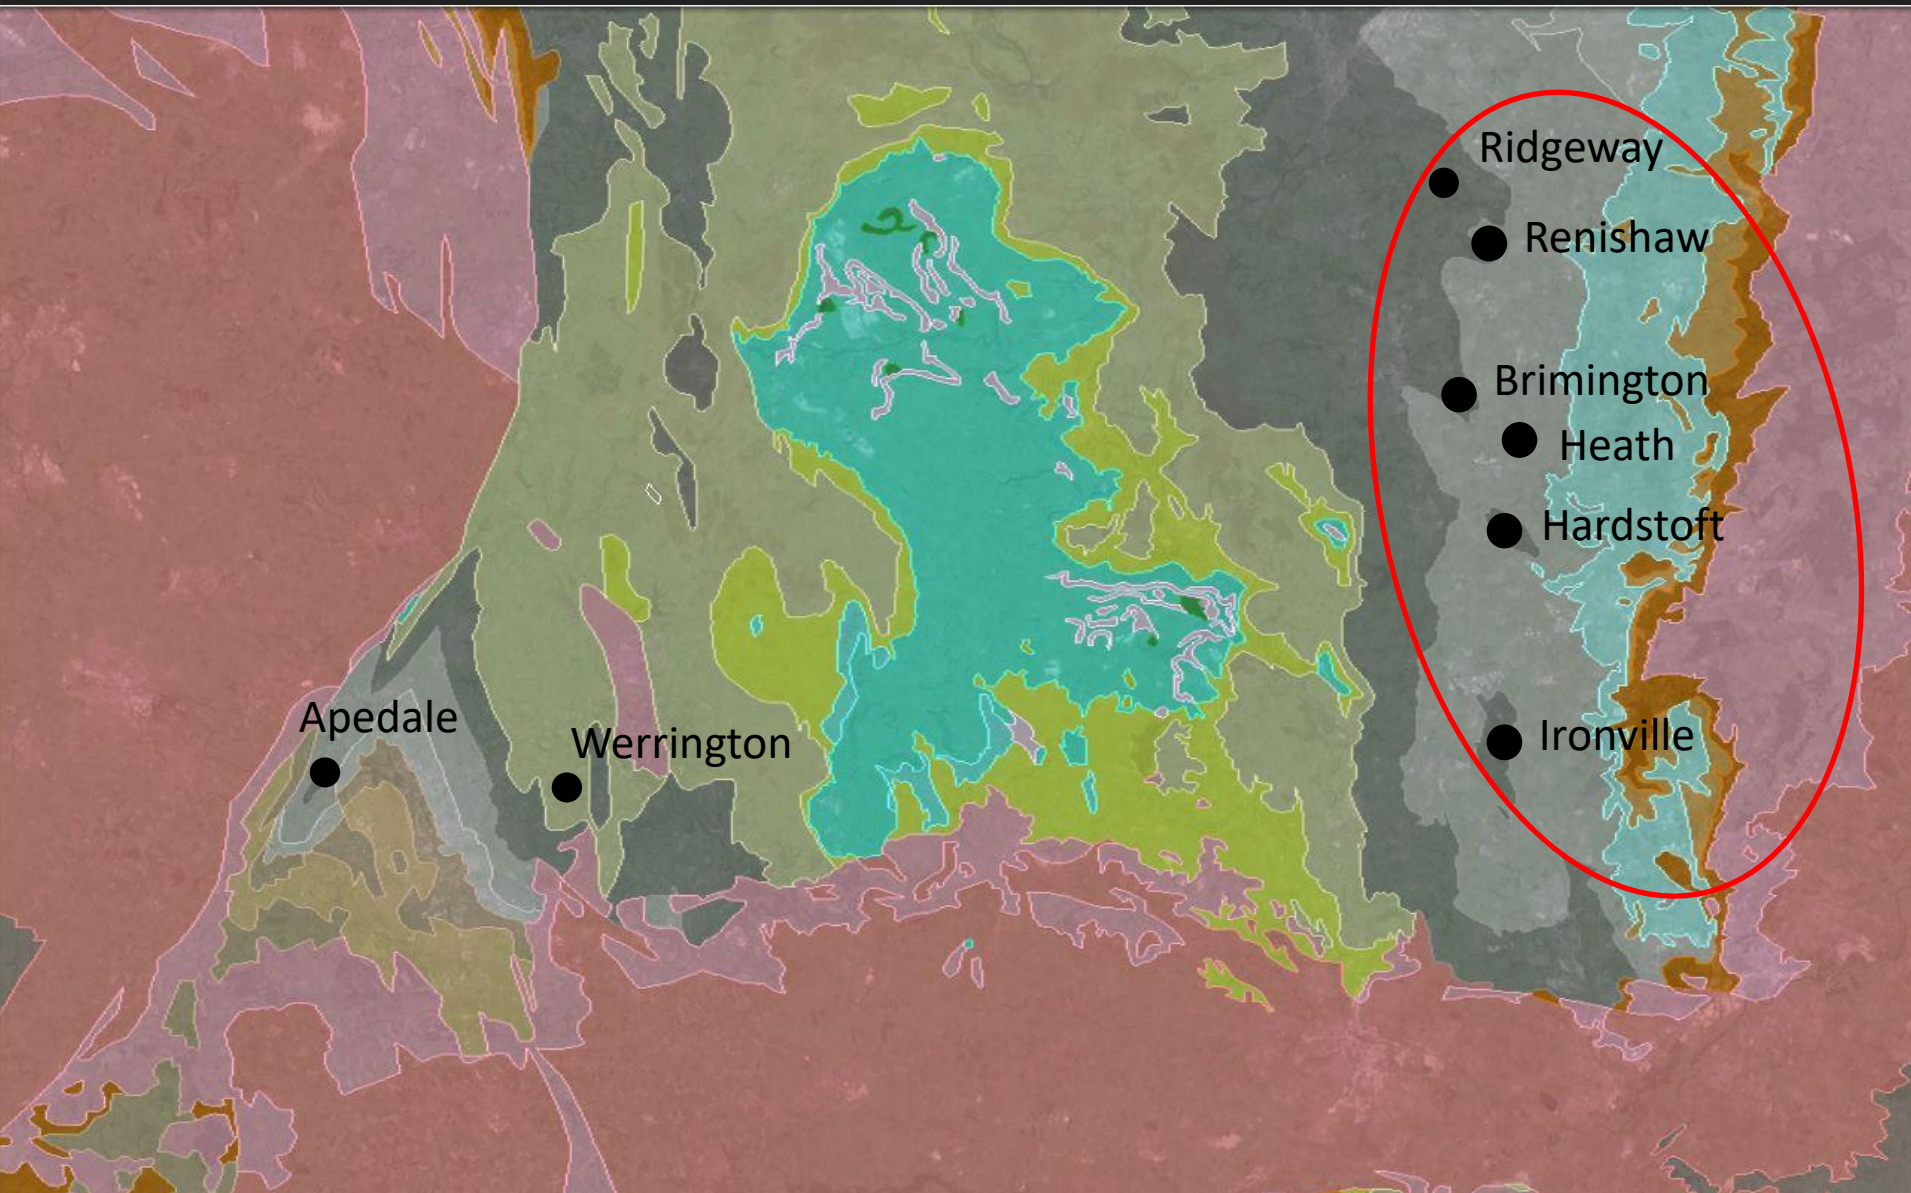 Ridgeway
Renishaw
Brimington
Heath
Hardstoft
Apedale
Werrington
Ironville